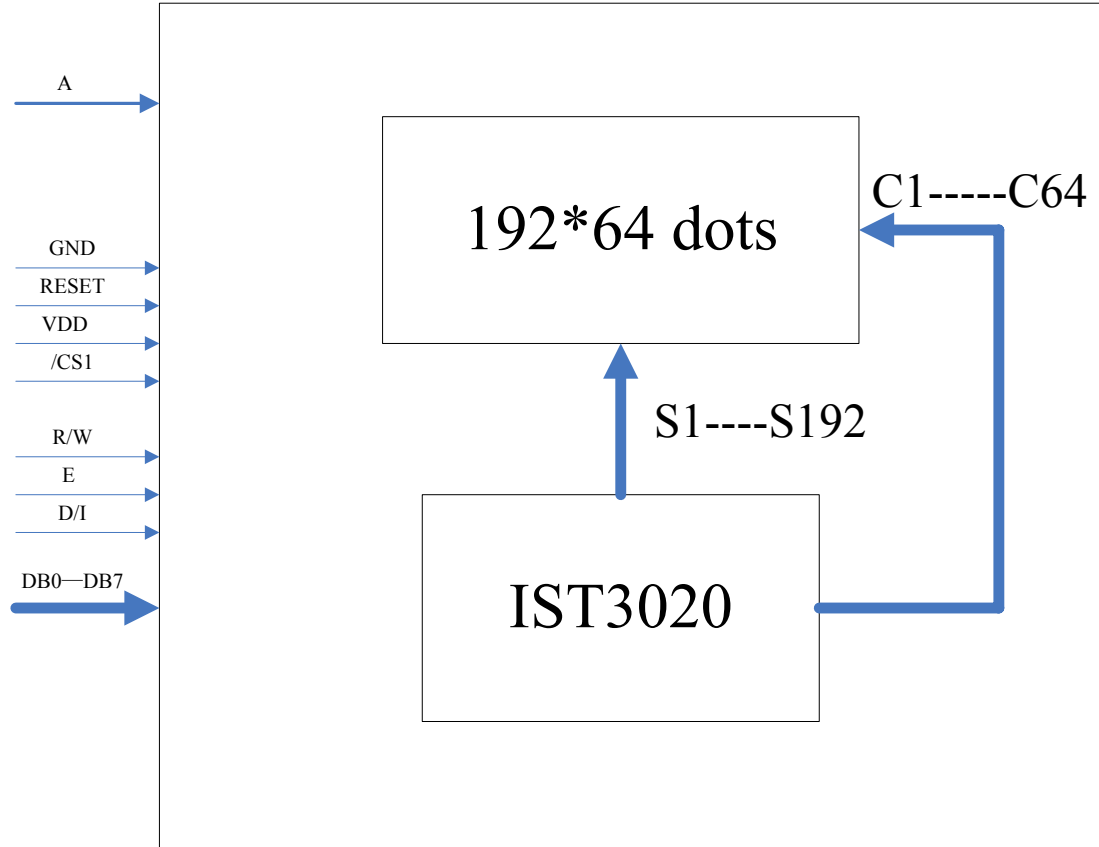 A
192*64 dots
C1-----C64
GND
RESET
VDD
/CS1
S1----S192
R/W
E
D/I
DB0—DB7
IST3020